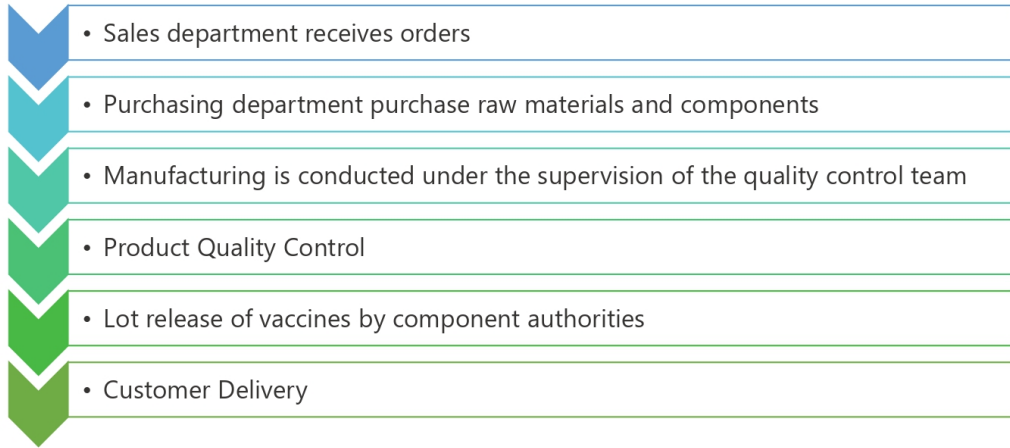 • Sales department receives orders
• Purchasing department purchase raw materials and components
• Manufacturing is conducted under the supervision of the quality control team
• Product Quality Control
• Lot release of vaccines by component authorities
• Customer Delivery